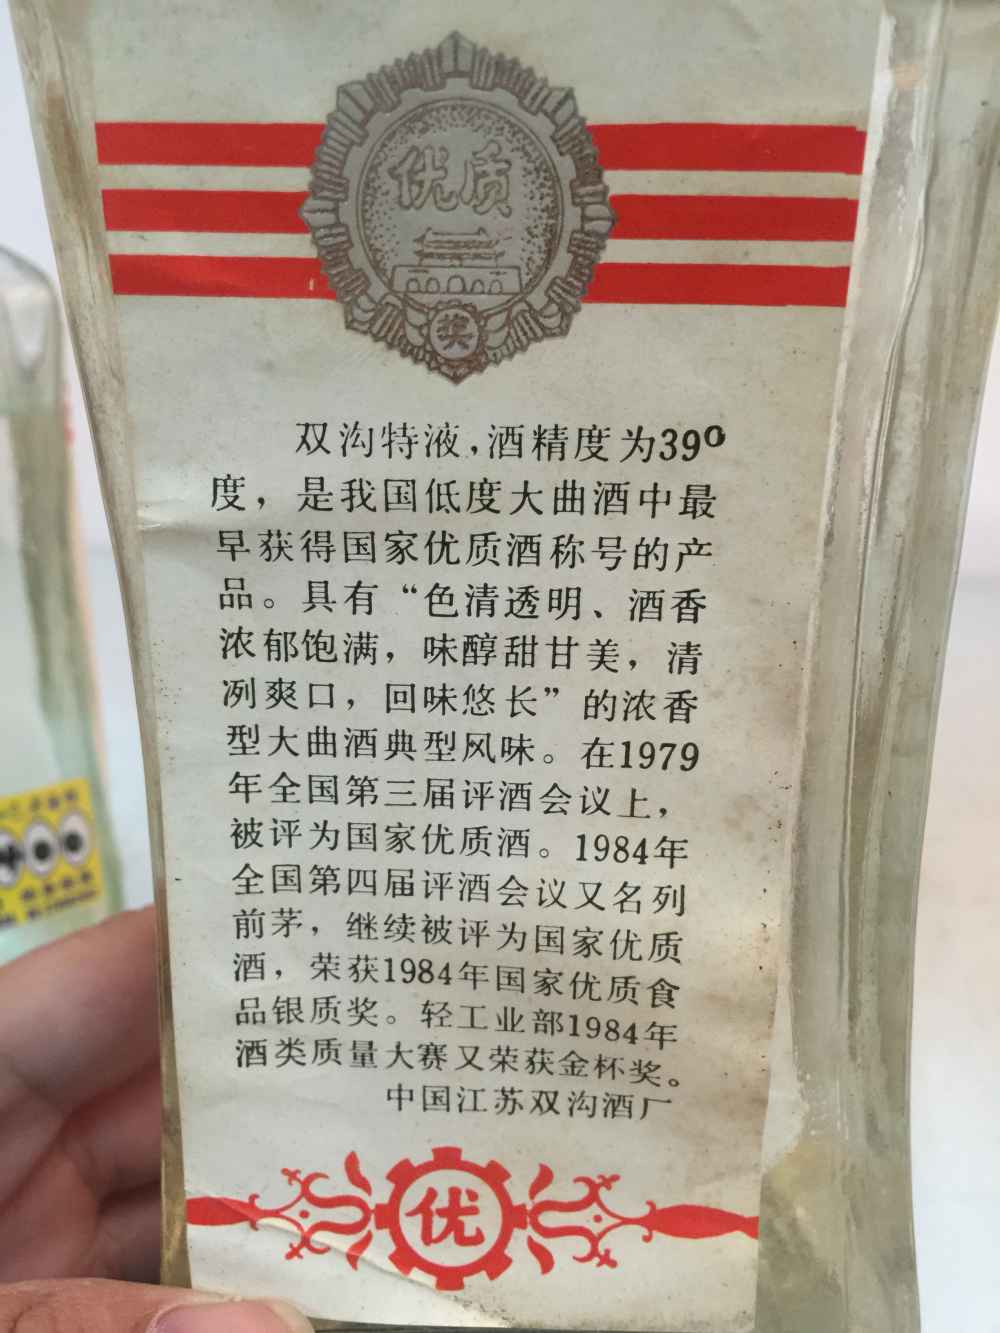 优质
奖
双沟特液,酒精度为39°
度，是我国低度大曲酒中最
早获得国家优质酒称号的产
品。具有“色清透明、酒香
浓郁饱满，味醇甜甘美，清
冽爽口，回味悠长”的浓香
型大曲酒典型风味。在1979
年全国第三届评酒会议上，
被评为国家优质酒。1984年
全国第四届评酒会议又名列
前茅，继续被评为国家优质
酒，荣获1984年国家优质食
品银质奖。轻工业部1984年
酒类质量大赛又荣获金杯奖。
中国江苏双沟酒厂
优